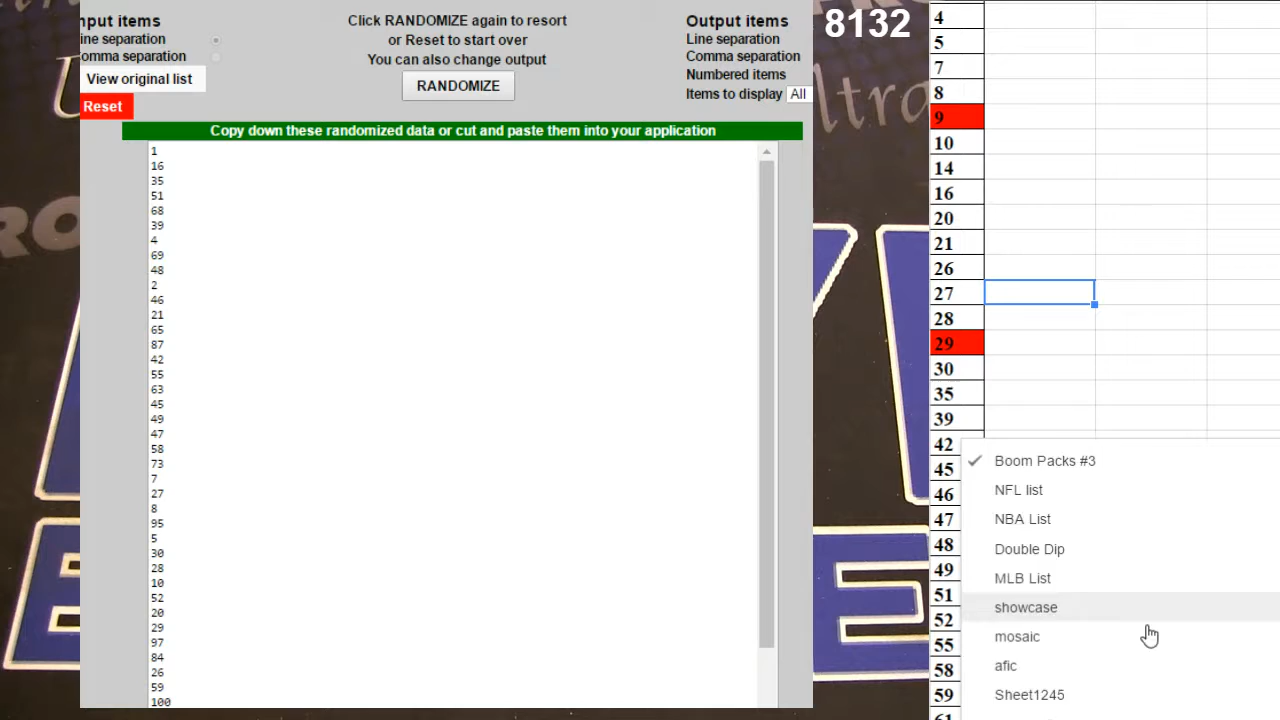 nput items
ine separation
omma separation
View original list
Reset
Click RANDOMIZE again to resort
or Reset to start over
You can also change output
RANDOMIZE
Output items
Line separation
Comma separation
Numbered items
Items to display All
Copy down these randomized data or cut and paste them into your application
1
16
35
51
68
39
4
69
48
2
46
21
65
87
42
55
63
45
49
47
58
73
7
27
8
95
5
30
28
10
52
20
29
97
84
26
59
100
8132
4
5
7
8
9
10
14
16
20
21
26
27
28
29
30
35
39
42
45
46
47
48
49
51
52
55
58
59
61
Boom Packs #3
NFL list
NBA List
Double Dip
MLB List
showcase
mosaic
afic
Sheet1245